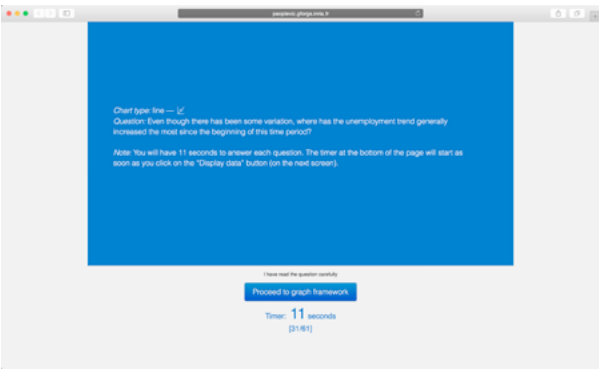 peoplevis.gforge.inria.fr
Chart type: line —
Question: Even though there has been some variation, where has the unemployment trend generally
increased the most since the beginning of this time period?
Note: You will have 11 seconds to answer each question. The timer at the bottom of the page will start as
soon as you click on the "Display data" button (on the next screen).
I have read the question carefully
Proceed to graph framework
Timer: 11 seconds
[31/61]